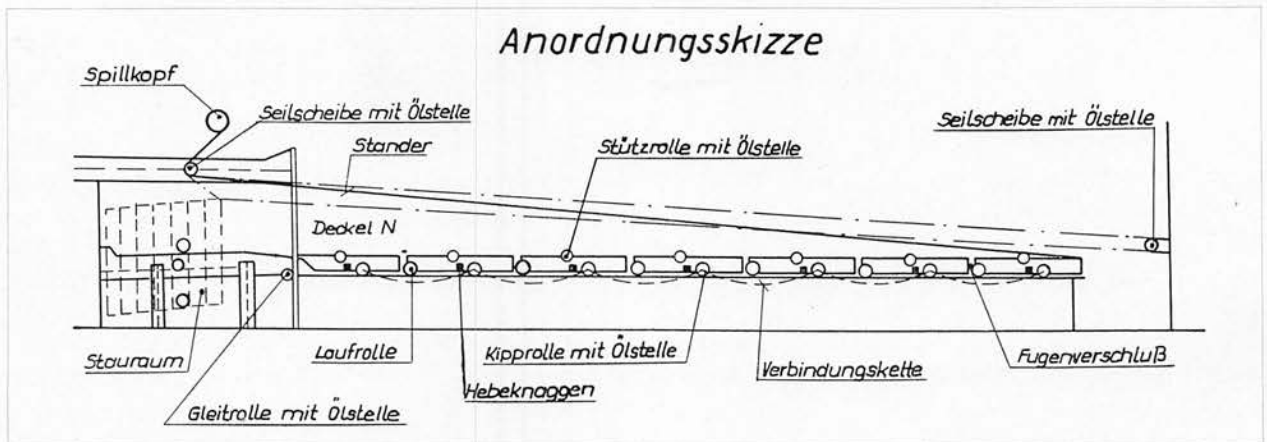 Anordnungsskizze
Spillkopf
Seilscheibe mit Ölstelle
Stander
Stützrolle mit Ölstelle
Seilscheibe mit Ölstelle
Deckel N
Stauraum
Laufrolle
Kipprolle mit Ölstelle
Verbindungskette
Fugenverschluß
Hebeknaggen
Gleitrolle mit Ölstelle